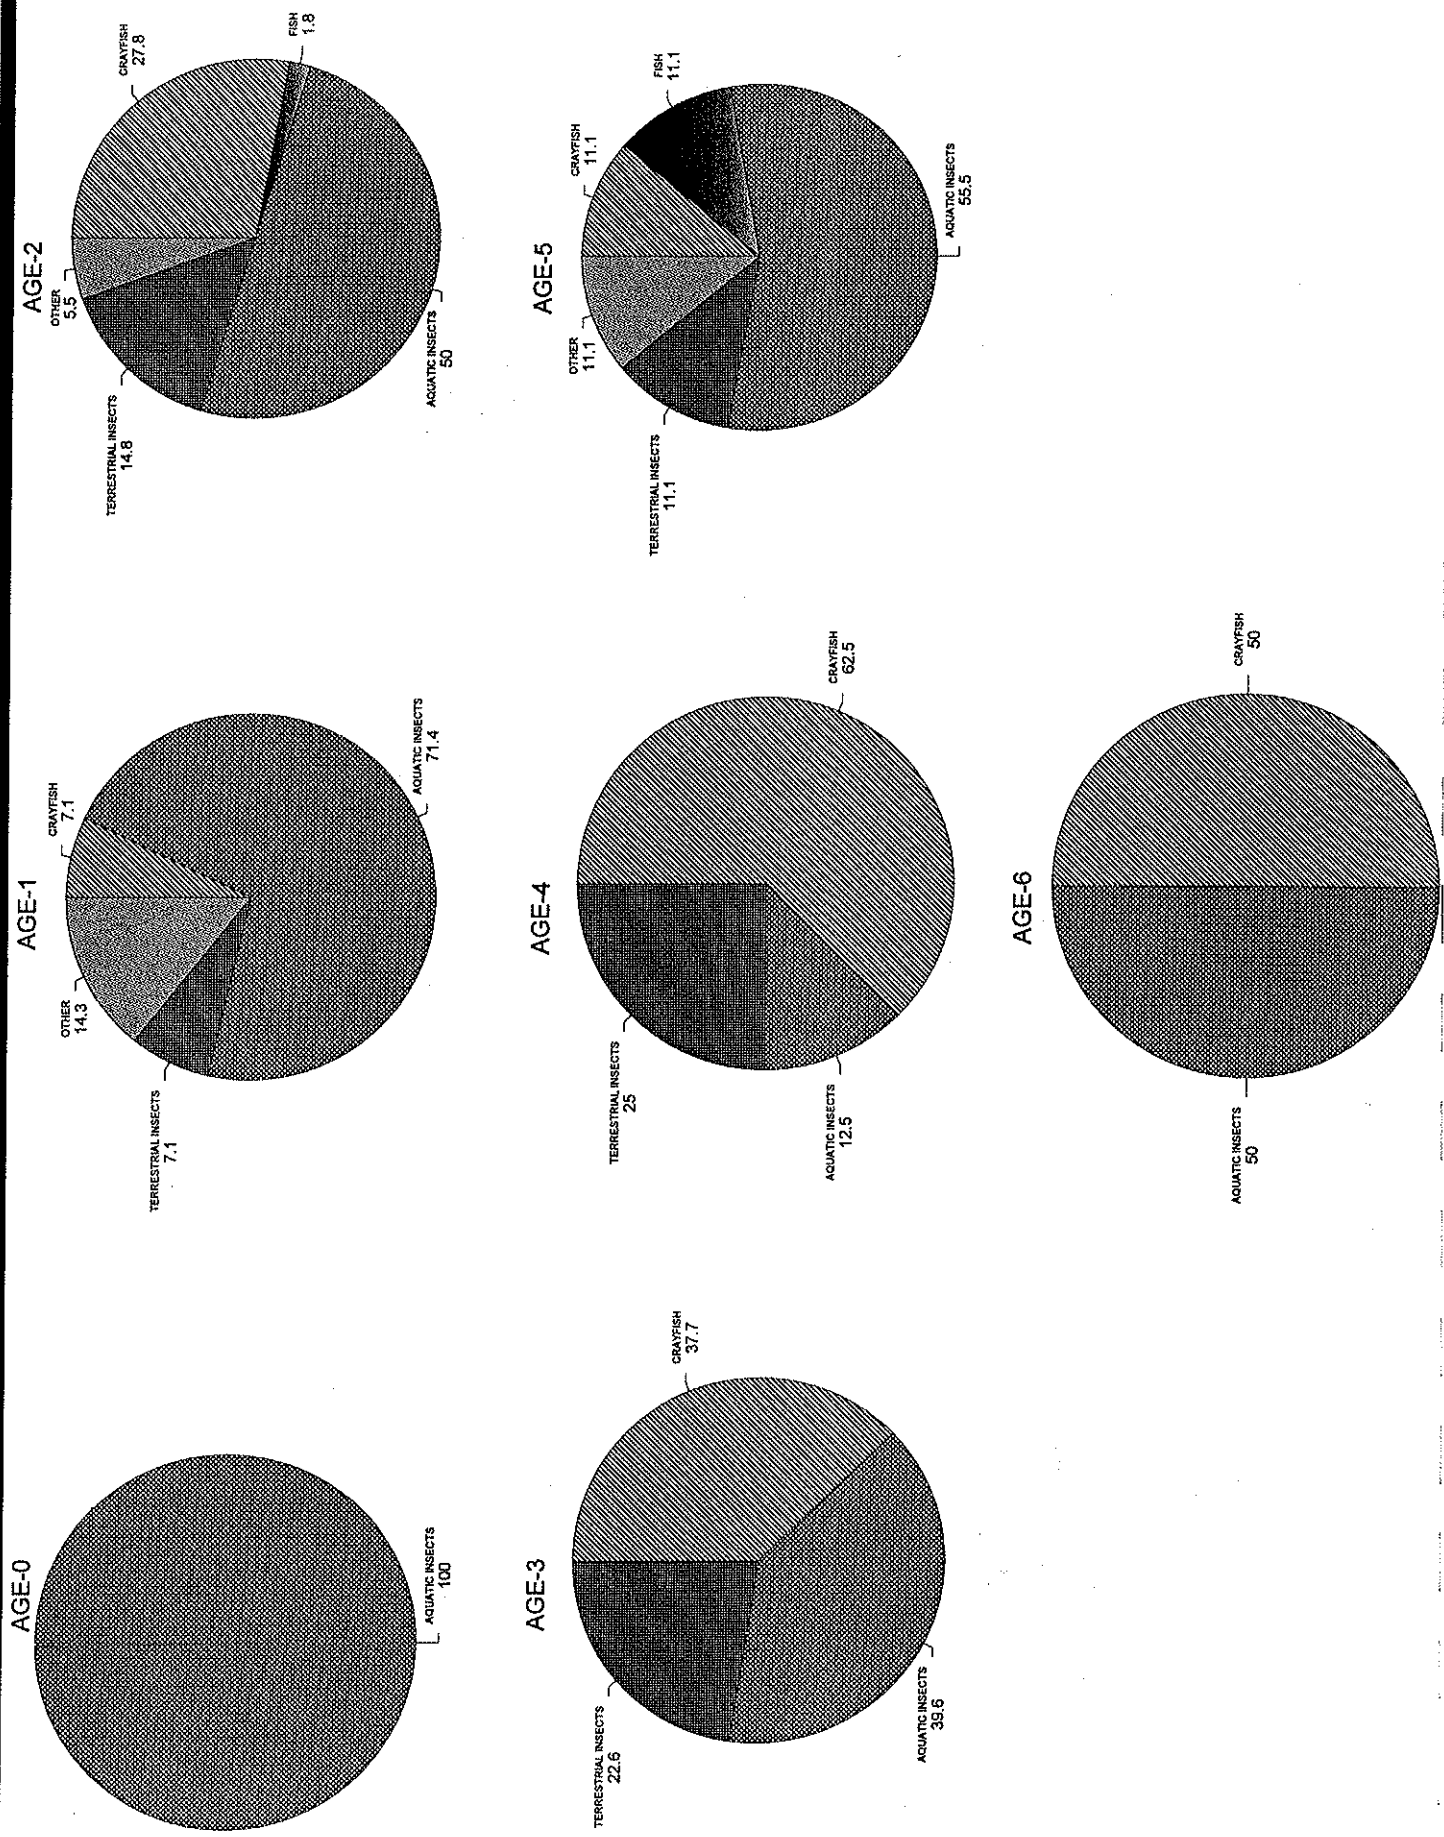 AGE-0
AQUATIC INSECTS
100
AGE-1
CRAYFISH
7.1
OTHER
14.3
TERRESTRIAL INSECTS
7.1
AQUATIC INSECTS
71.4
AGE-2
CRAYFISH
27.8
FISH
1.8
OTHER
5.5
TERRESTRIAL INSECTS
14.8
AQUATIC INSECTS
50
AGE-3
CRAYFISH
37.7
TERRESTRIAL INSECTS
22.6
AQUATIC INSECTS
39.6
AGE-4
TERRESTRIAL INSECTS
25
CRAYFISH
62.5
AQUATIC INSECTS
12.5
AGE-5
CRAYFISH
11.1
FISH
11.1
OTHER
11.1
TERRESTRIAL INSECTS
11.1
AQUATIC INSECTS
55.5
AGE-6
AQUATIC INSECTS
50
CRAYFISH
50